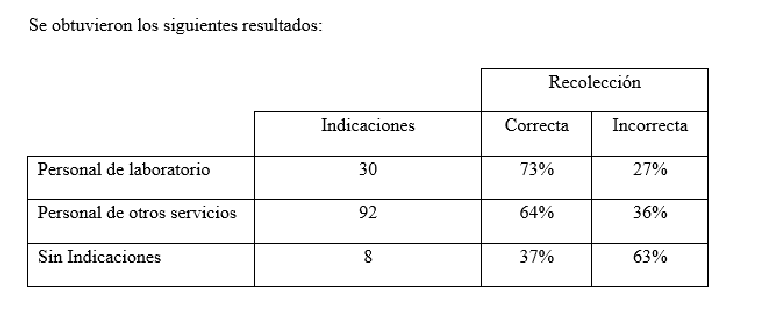 Se obtuvieron los siguientes resultados:
Recolección
Indicaciones Correcta Incorrecta
Personal de laboratorio 30 73% 27%
Personal de otros servicios 92 64% 36%
Sin Indicaciones 8 37% 63%